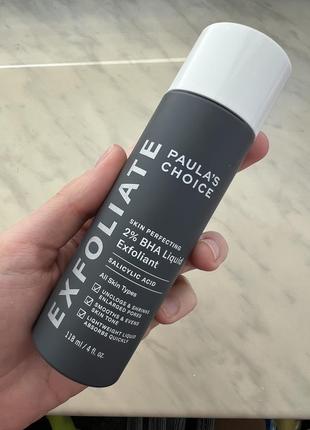 EXFOLIATE
PAULA'S
CHOICE
SKIN PERFECTING
2% BHA Liquid
Exfoliant
SALICYLIC ACID
All Skin Types
UNCLOGS & SHRINKS
ENLARGED PORES
SMOOTHS & EVENS
SKIN TONE
LIGHTWEIGHT LIQUID
ABSORBS QUICKLY
118 ml / 4 fl. oz.